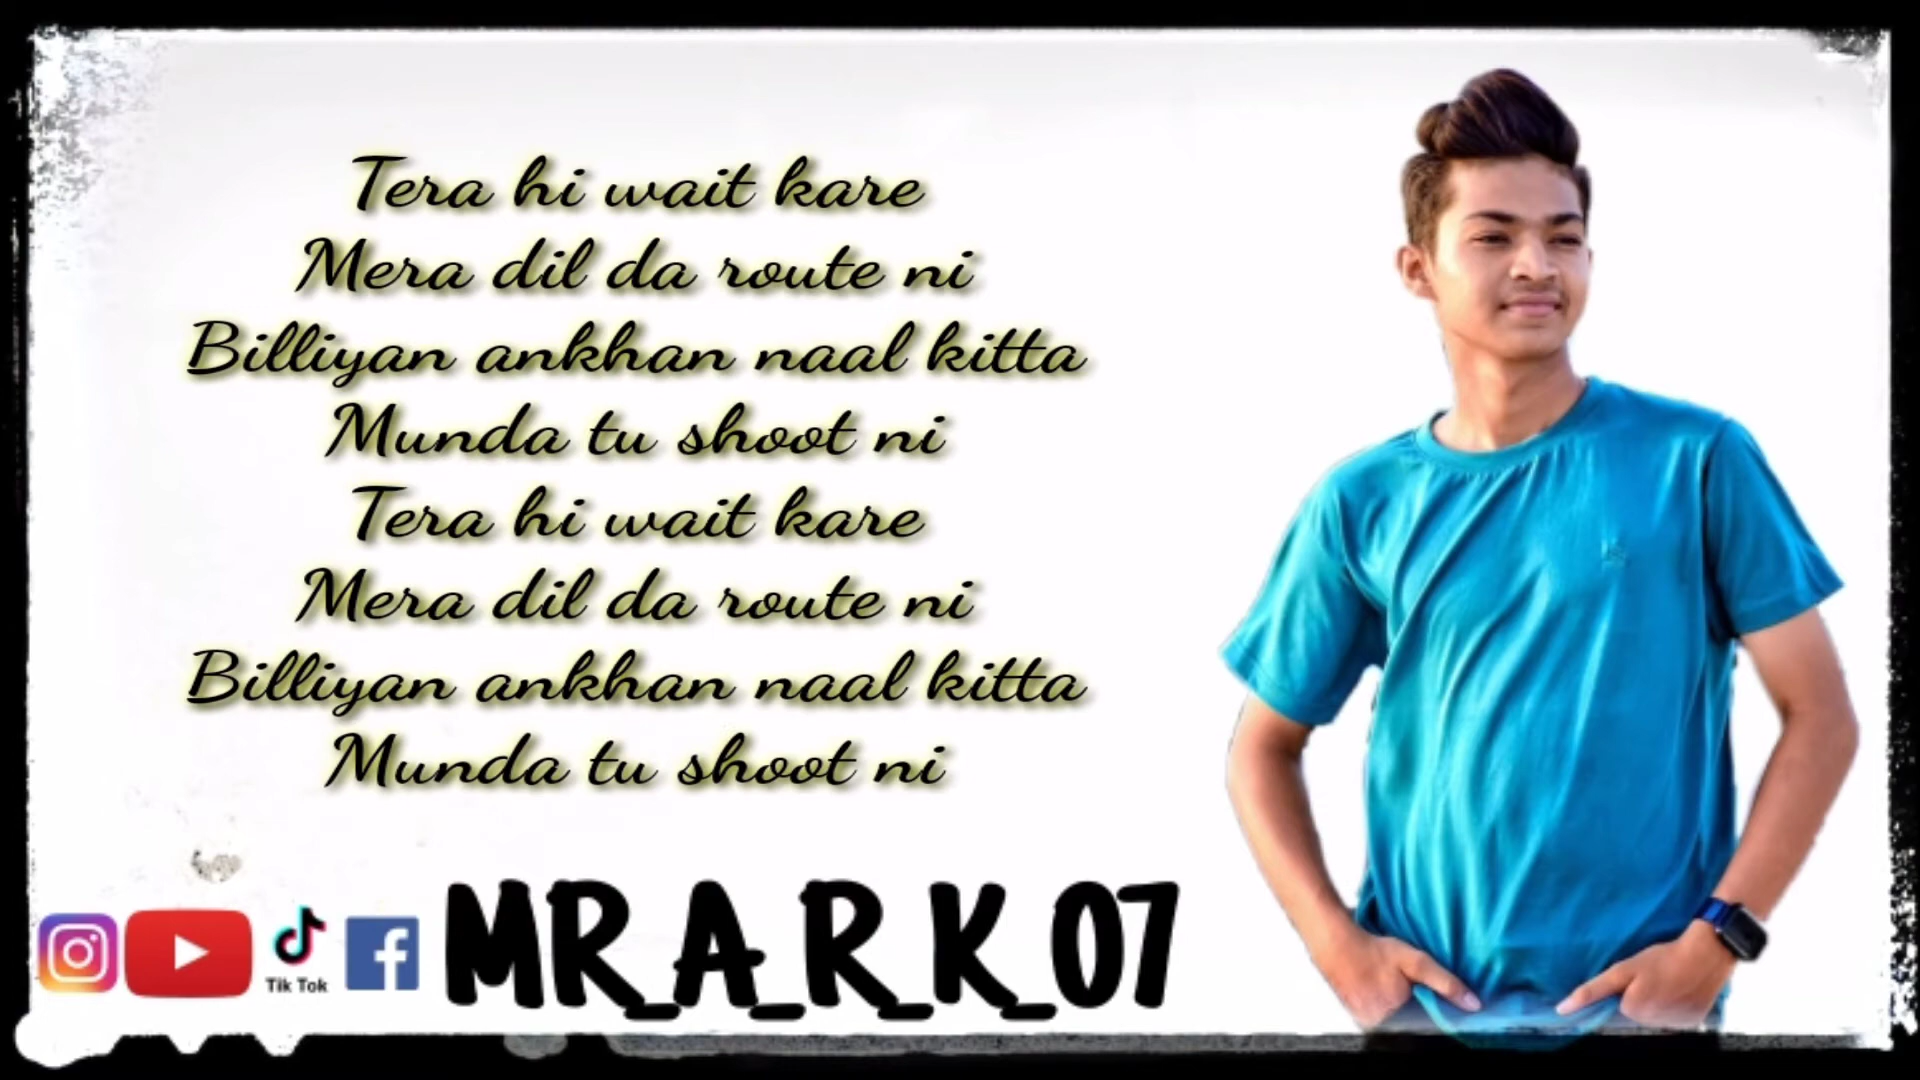 Tera hi wait kare
Mera dil da route ni
Billiyan ankhan naal kitta
Munda tu shoot ni
Tera hi wait kare
Mera dil da route ni
Billiyan ankhan naal kitta
Munda tu shoot ni
Tik Tok
MR_A_R_K_07